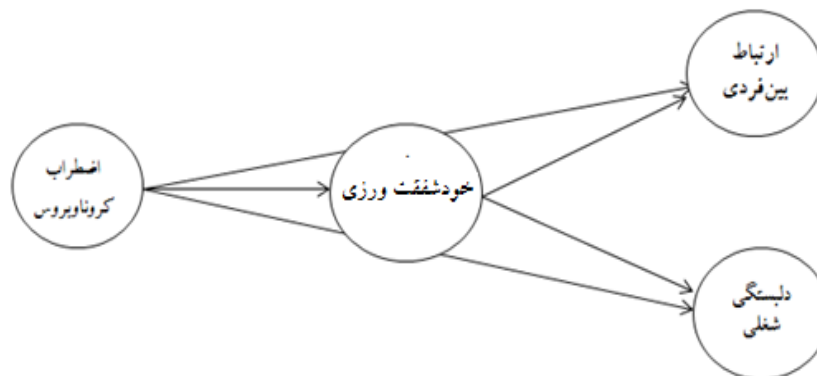 ارتباط
بین‌فردی
اضطراب
کروناویروس
خودشفقت ورزی
دلبستگی
شغلی